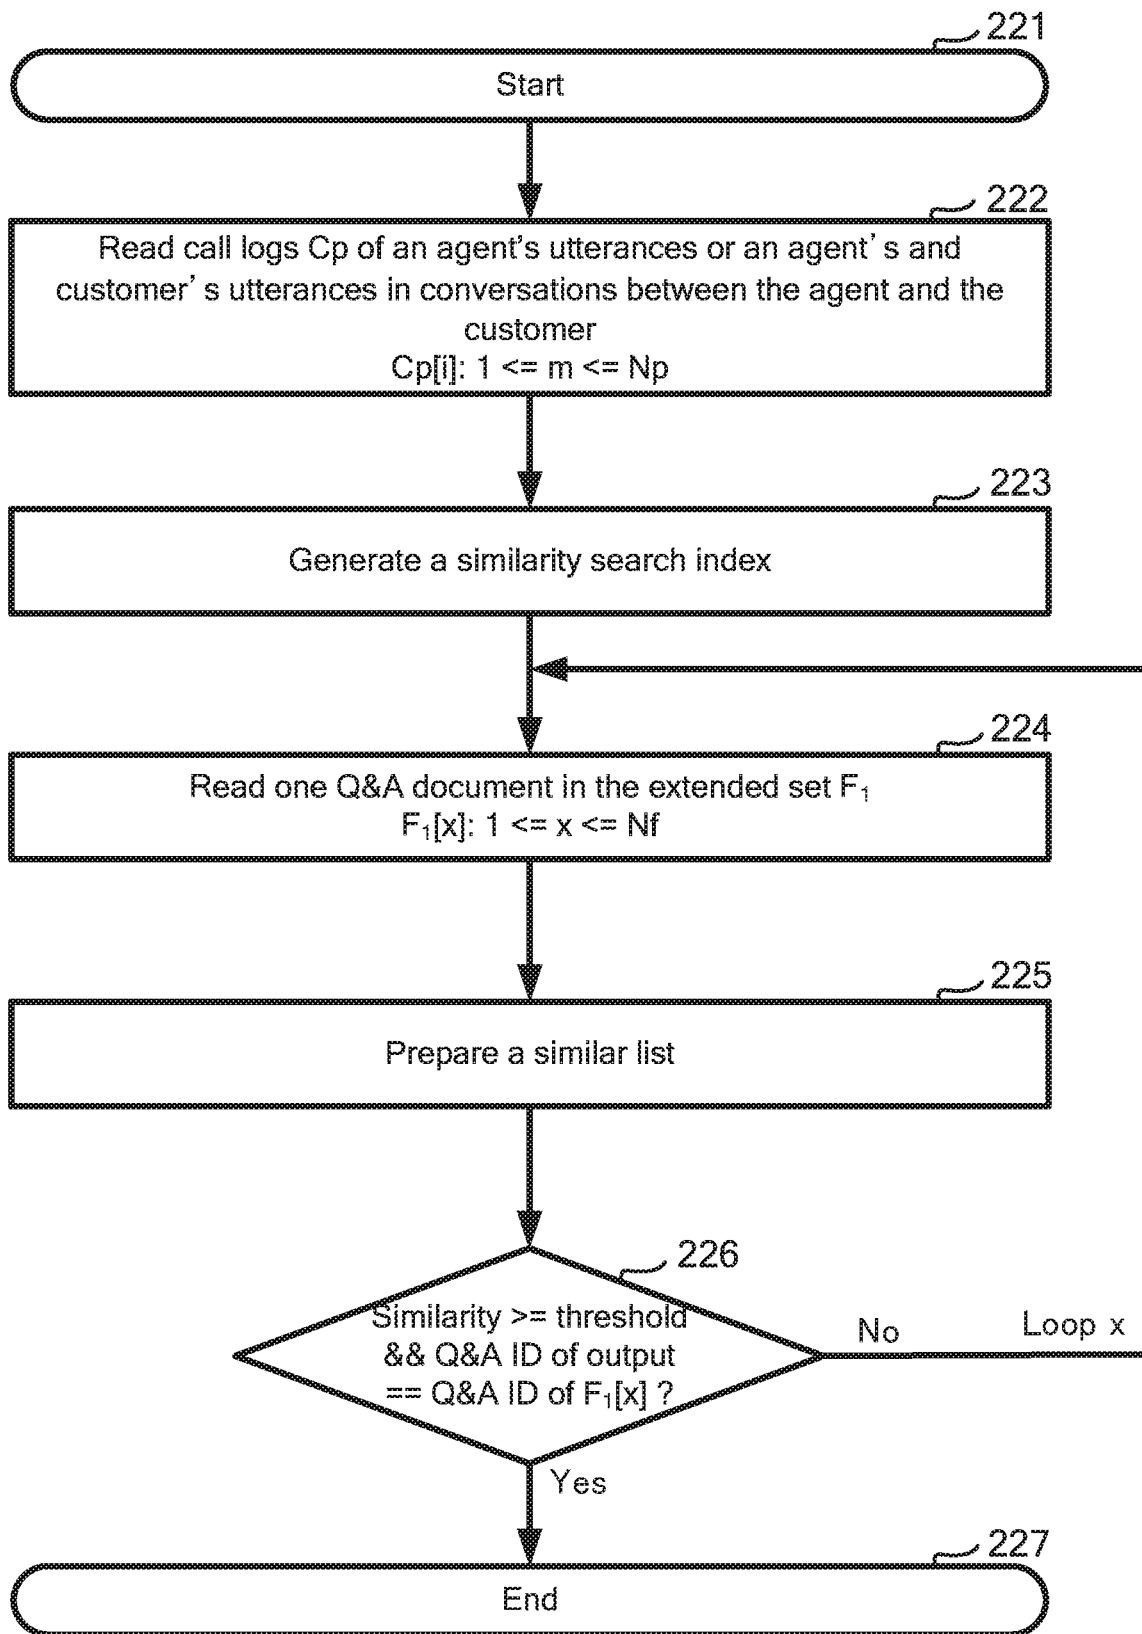 221
Start
222
Read call logs Cp of an agent's utterances or an agent’s and
customer’s utterances in conversations between the agent and the
customer
Cp[i]: 1 <= m <= Np
223
Generate a similarity search index
224
Read one Q&A document in the extended set F₁
F₁[x]: 1 <= x <= Nf
225
Prepare a similar list
226
Similarity >= threshold
&& Q&A ID of output
== Q&A ID of F₁[x] ?
No
Loop x
Yes
227
End